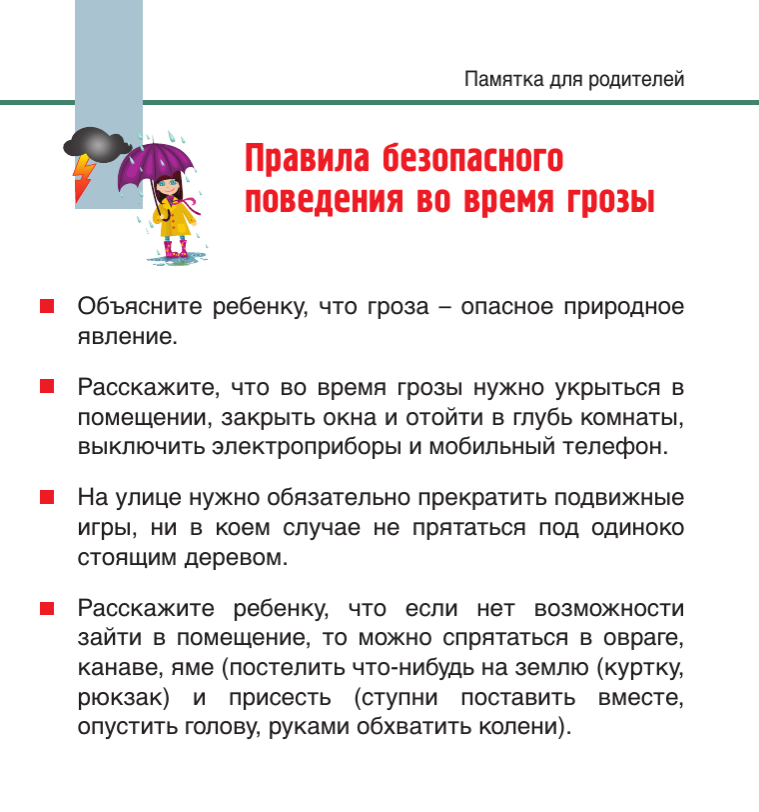 Памятка для родителей
Правила безопасного
поведения во время грозы
Объясните ребенку, что гроза – опасное природное
явление.
Расскажите, что во время грозы нужно укрыться в
помещении, закрыть окна и отойти в глубь комнаты,
выключить электроприборы и мобильный телефон.
На улице нужно обязательно прекратить подвижные
игры, ни в коем случае не прятаться под одиноко
стоящим деревом.
Расскажите ребенку, что если нет возможности
зайти в помещение, то можно спрятаться в овраге,
канаве, яме (постелить что-нибудь на землю (куртку,
рюкзак) и присесть (ступни поставить вместе,
опустить голову, руками обхватить колени).